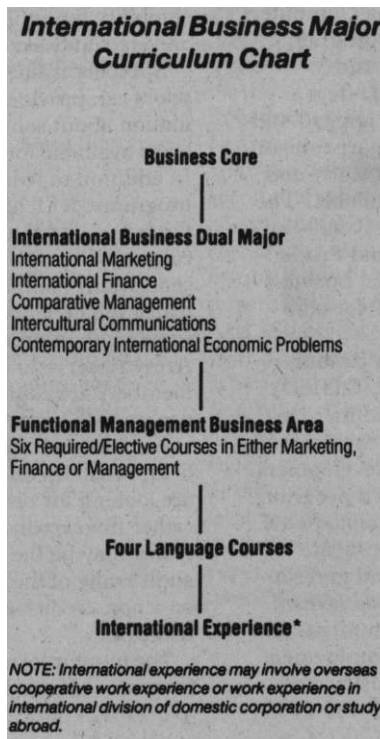 International Business Major
Curriculum Chart
Business Core
International Business Dual Major
International Marketing
International Finance
Comparative Management
Intercultural Communications
Contemporary International Economic Problems
Functional Management Business Area
Six Required/Elective Courses in Either Marketing,
Finance or Management
Four Language Courses
International Experience*
NOTE: International experience may involve overseas
cooperative work experience or work experience in
international division of domestic corporation or study
abroad.